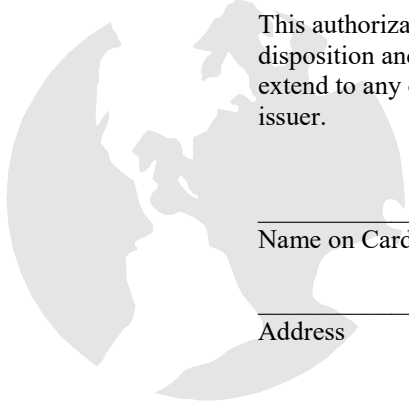 This authoriza
disposition and
extend to any
issuer.
Name on Card
Address